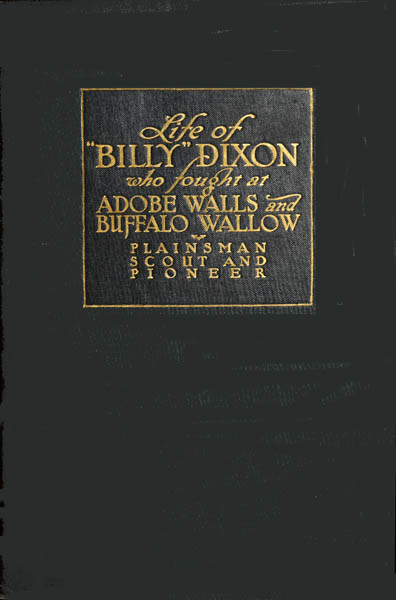 Life of
"BILLY" DIXON
who fought at
ADOBE WALLS and
BUFFALO WALLOW
PLAINSMAN
SCOUT AND
PIONEER